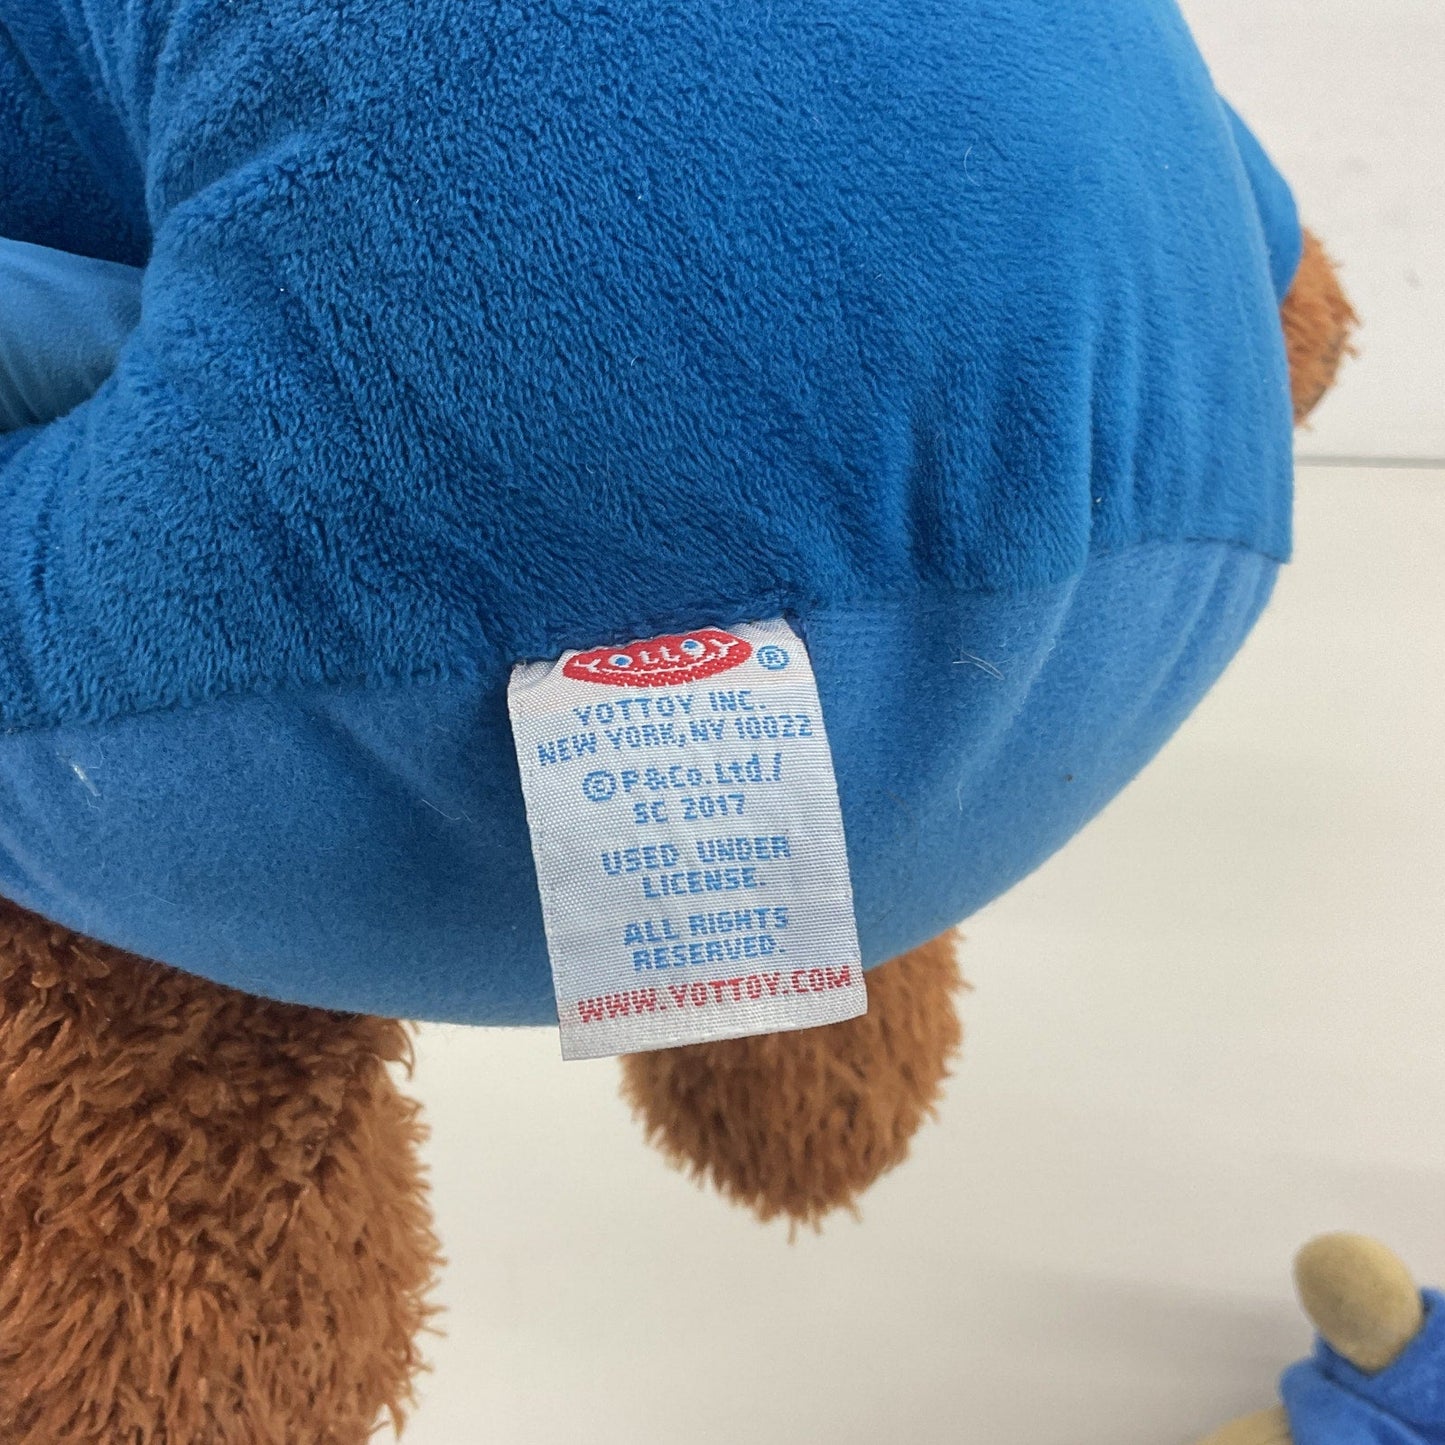 YOTTOY ®
YOTTOY INC.
NEW YORK, NY 10022
©P&Co.Ltd./
SC 2017
USED UNDER
LICENSE.
ALL RIGHTS
RESERVED.
WWW.YOTTOY.COM